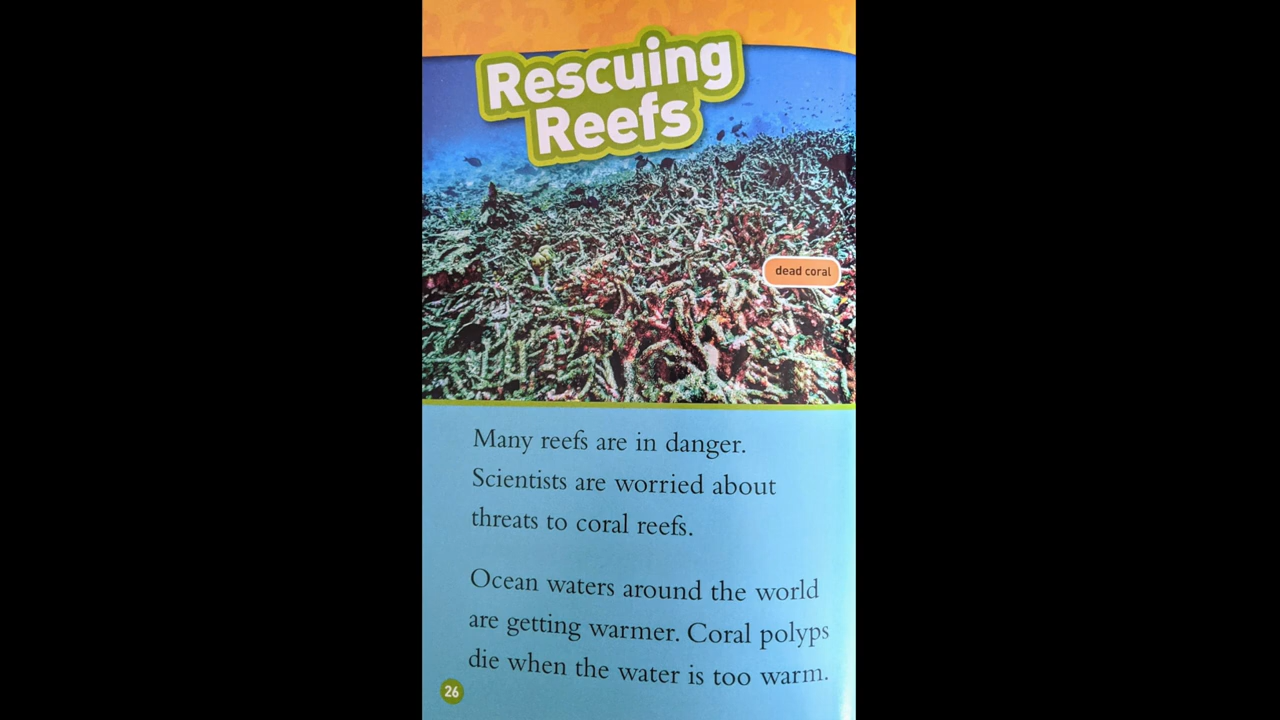 Rescuing
Reefs
dead coral
Many reefs are in danger.
Scientists are worried about
threats to coral reefs.
Ocean waters around the world
are getting warmer. Coral polyps
die when the water is too warm.
26